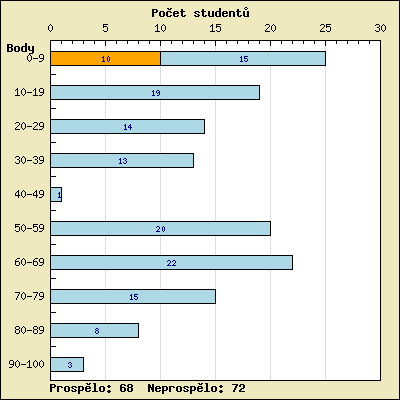 Počet studentů
0 5 10 15 20 25 30
Body
0-9 10 15
10-19 19
20-29 14
30-39 13
40-49 1
50-59 20
60-69 22
70-79 15
80-89 8
90-100 3
Prospělo: 68 Neprospělo: 72